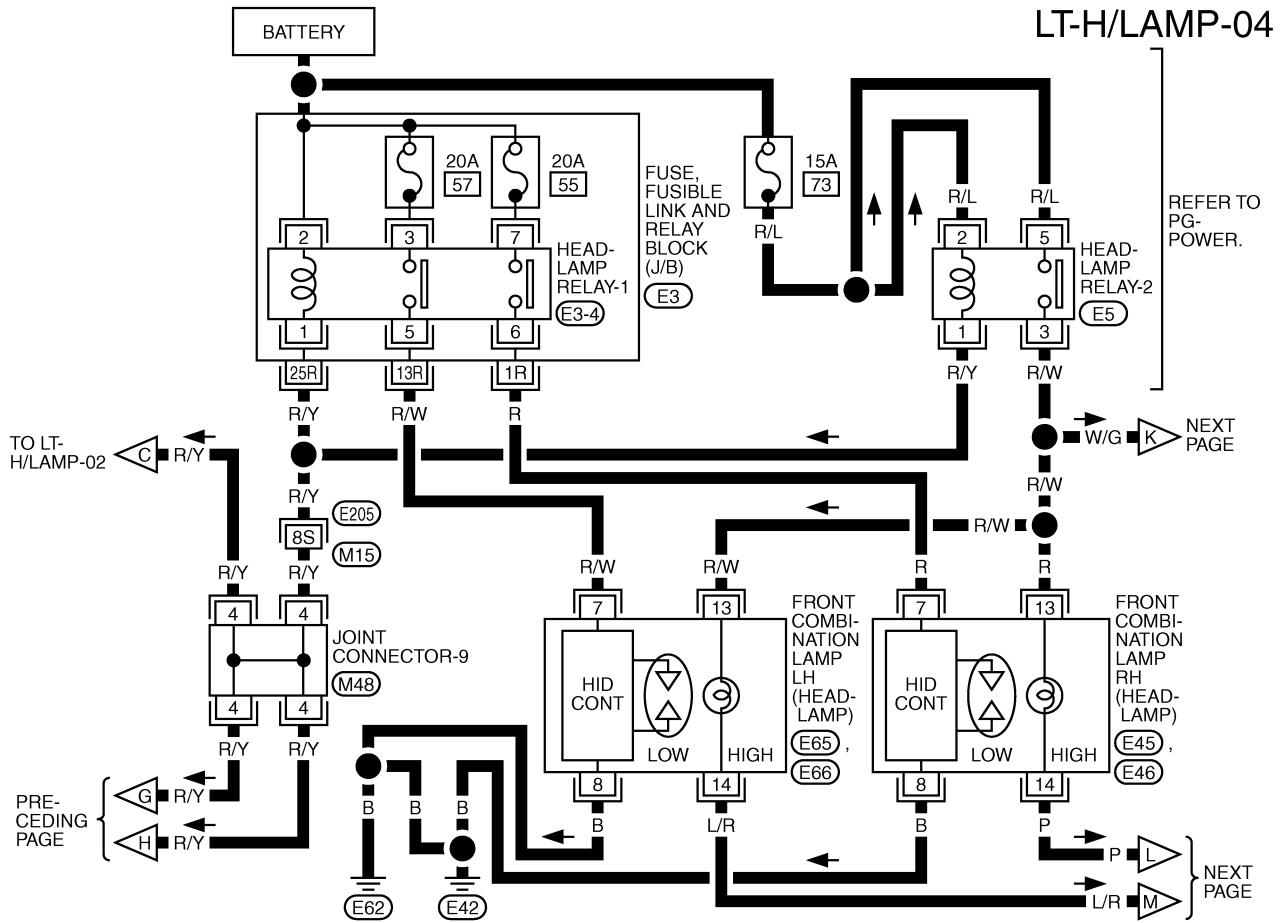 LT-H/LAMP-04
BATTERY
20A
57
20A
55
FUSE,
FUSIBLE
LINK AND
RELAY
BLOCK
(J/B)
E3
15A
73
R/L
R/L
R/L
REFER TO
PG-
POWER.
2
3
7
HEAD-
LAMP
RELAY-1
E3-4
1
5
6
25R
13R
1R
2
5
HEAD-
LAMP
RELAY-2
E5
1
3
R/Y
R/W
R/Y
R/W
R
TO LT-
H/LAMP-02
C
R/Y
W/G
K
NEXT
PAGE
R/Y
R/W
E205
8S
M15
R/W
R/Y
R/Y
R/W
R/W
R
R
4
4
JOINT
CONNECTOR-9
M48
4
4
7
13
FRONT
COMBI-
NATION
LAMP
LH
(HEAD-
LAMP)
E65 ,
E66
HID
CONT
LOW
HIGH
8
14
7
13
FRONT
COMBI-
NATION
LAMP
RH
(HEAD-
LAMP)
E45 ,
E46
HID
CONT
LOW
HIGH
8
14
R/Y
R/Y
PRE-
CEDING
PAGE
G
R/Y
H
R/Y
B
B
B
B
L/R
B
P
P
L
L/R
M
NEXT
PAGE
E62
E42